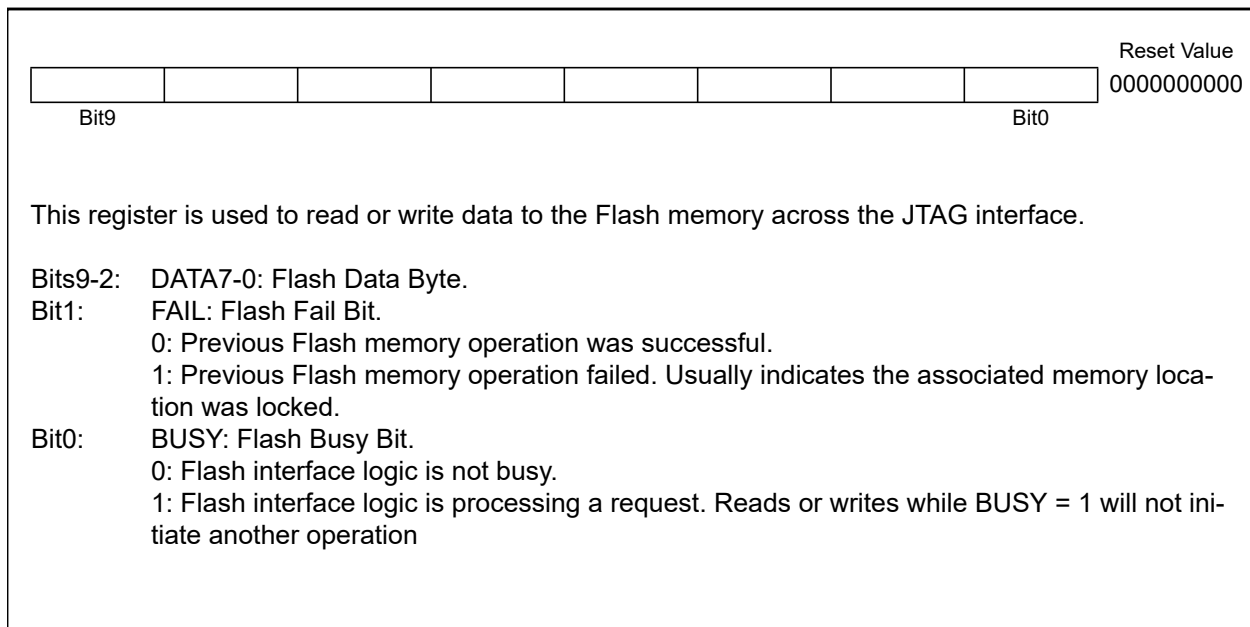 Reset Value
0000000000
Bit9 Bit0
This register is used to read or write data to the Flash memory across the JTAG interface.
Bits9-2: DATA7-0: Flash Data Byte.
Bit1: FAIL: Flash Fail Bit.
0: Previous Flash memory operation was successful.
1: Previous Flash memory operation failed. Usually indicates the associated memory loca-
tion was locked.
Bit0: BUSY: Flash Busy Bit.
0: Flash interface logic is not busy.
1: Flash interface logic is processing a request. Reads or writes while BUSY = 1 will not ini-
tiate another operation